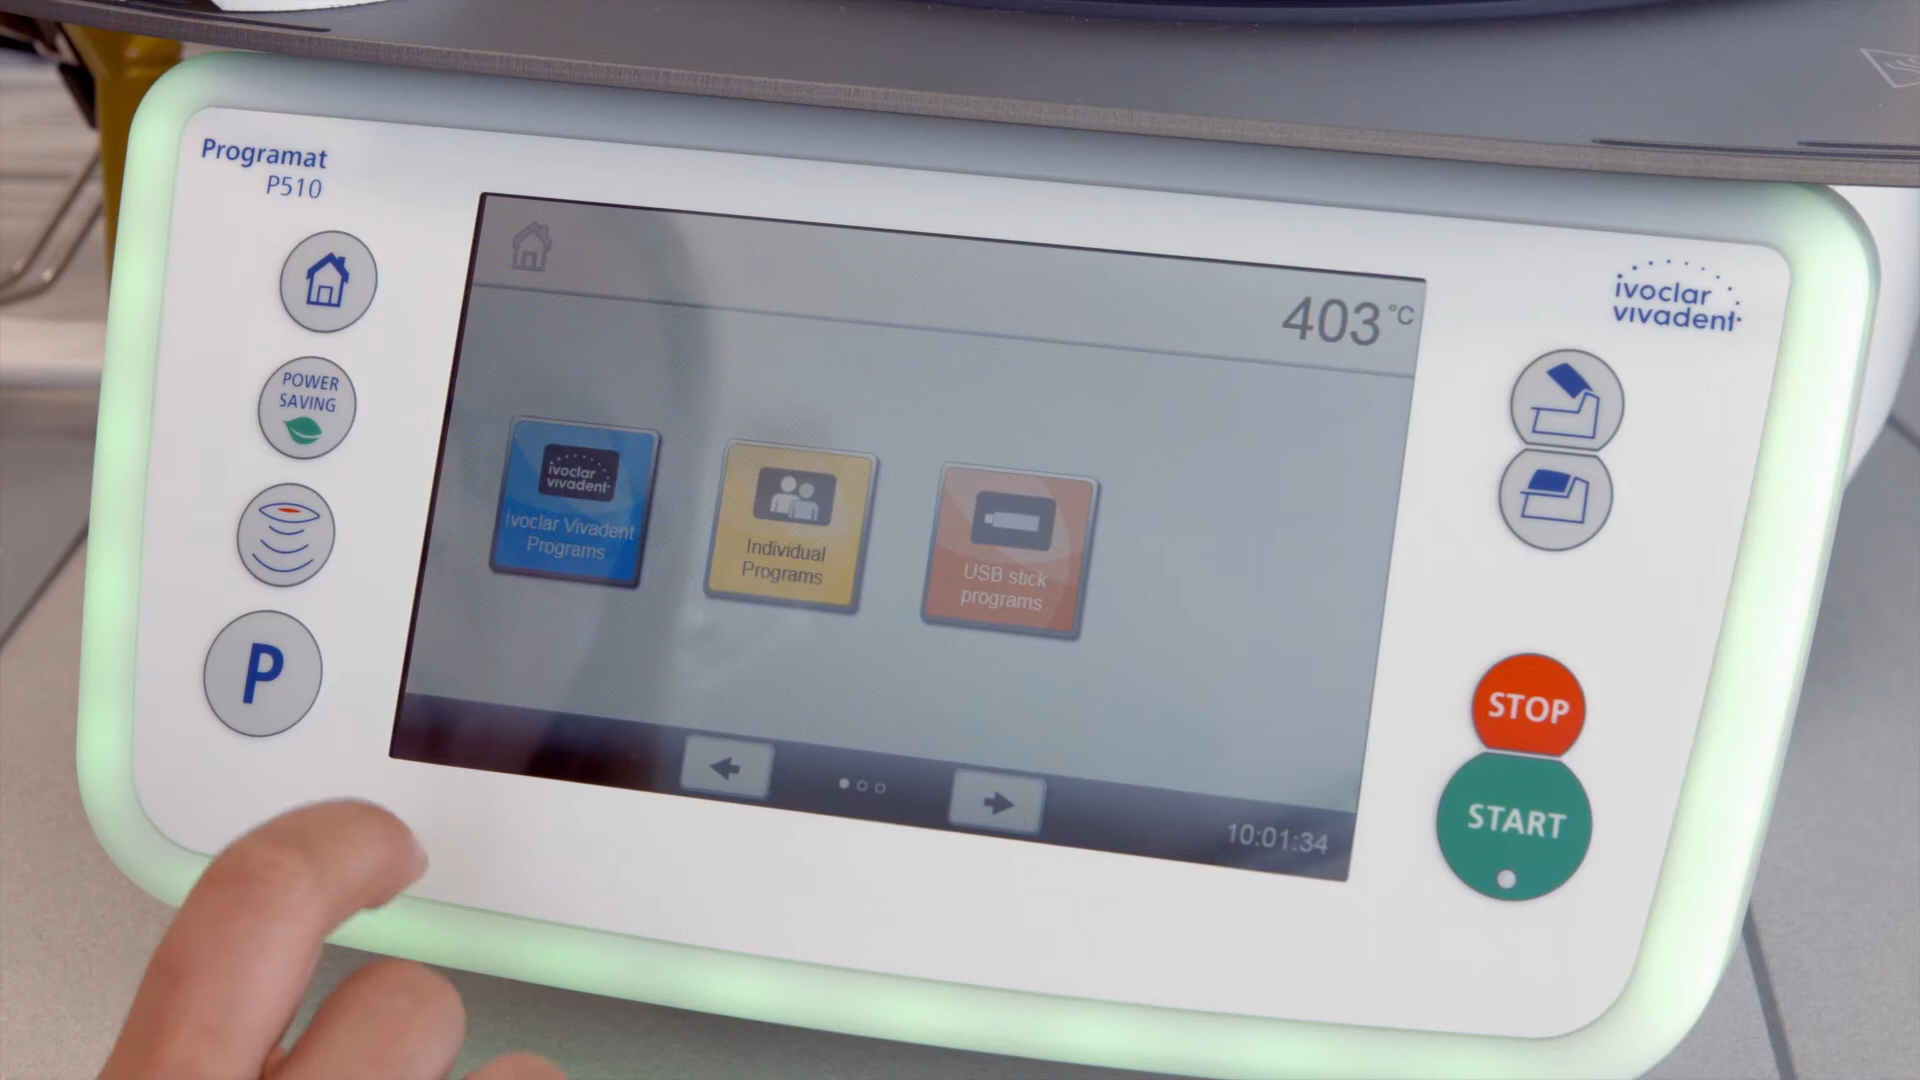 Programat
P510
ivoclar
vivadent
403 °C
POWER
SAVING
ivoclar
vivadent
ivoclar Vivadent
Programs
Individual
Programs
USB stick
programs
P
STOP
START
10:01:34